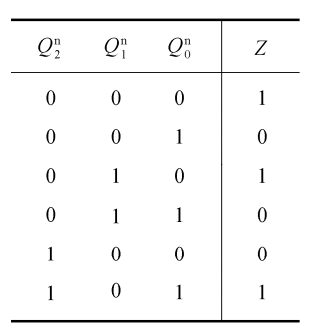 Q₂ⁿ Q₁ⁿ Q₀ⁿ Z
0 0 0 1
0 0 1 0
0 1 0 1
0 1 1 0
1 0 0 0
1 0 1 1